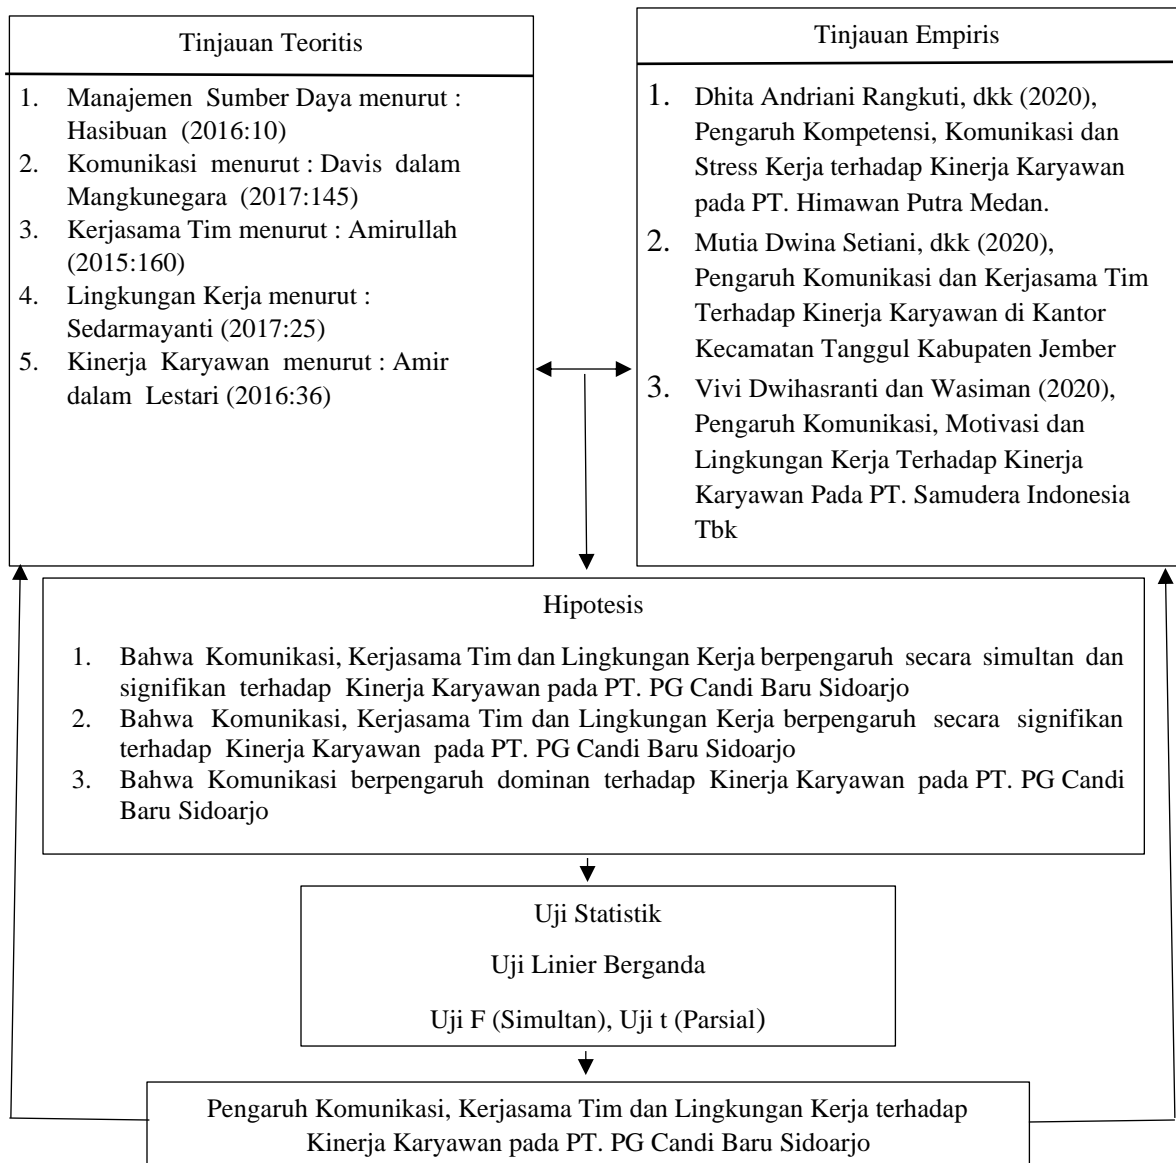 Tinjauan Teoritis
1. Manajemen Sumber Daya menurut :
Hasibuan (2016:10)
2. Komunikasi menurut : Davis dalam
Mangkunegara (2017:145)
3. Kerjasama Tim menurut : Amirullah
(2015:160)
4. Lingkungan Kerja menurut :
Sedarmayanti (2017:25)
5. Kinerja Karyawan menurut : Amir
dalam Lestari (2016:36)
Tinjauan Empiris
1. Dhita Andriani Rangkuti, dkk (2020),
Pengaruh Kompetensi, Komunikasi dan
Stress Kerja terhadap Kinerja Karyawan
pada PT. Himawan Putra Medan.
2. Mutia Dwina Setiani, dkk (2020),
Pengaruh Komunikasi dan Kerjasama Tim
Terhadap Kinerja Karyawan di Kantor
Kecamatan Tanggul Kabupaten Jember
3. Vivi Dwihasranti dan Wasiman (2020),
Pengaruh Komunikasi, Motivasi dan
Lingkungan Kerja Terhadap Kinerja
Karyawan Pada PT. Samudera Indonesia
Tbk
Hipotesis
1. Bahwa Komunikasi, Kerjasama Tim dan Lingkungan Kerja berpengaruh secara simultan dan
signifikan terhadap Kinerja Karyawan pada PT. PG Candi Baru Sidoarjo
2. Bahwa Komunikasi, Kerjasama Tim dan Lingkungan Kerja berpengaruh secara signifikan
terhadap Kinerja Karyawan pada PT. PG Candi Baru Sidoarjo
3. Bahwa Komunikasi berpengaruh dominan terhadap Kinerja Karyawan pada PT. PG Candi
Baru Sidoarjo
Uji Statistik
Uji Linier Berganda
Uji F (Simultan), Uji t (Parsial)
Pengaruh Komunikasi, Kerjasama Tim dan Lingkungan Kerja terhadap
Kinerja Karyawan pada PT. PG Candi Baru Sidoarjo